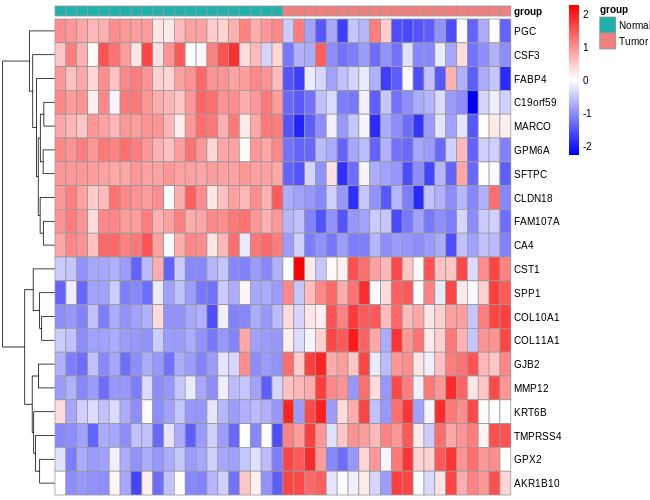 group
group
Normal
Tumor
PGC
CSF3
FABP4
C19orf59
MARCO
GPM6A
SFTPC
CLDN18
FAM107A
CA4
CST1
SPP1
COL10A1
COL11A1
GJB2
MMP12
KRT6B
TMPRSS4
GPX2
AKR1B10
2
1
0
-1
-2